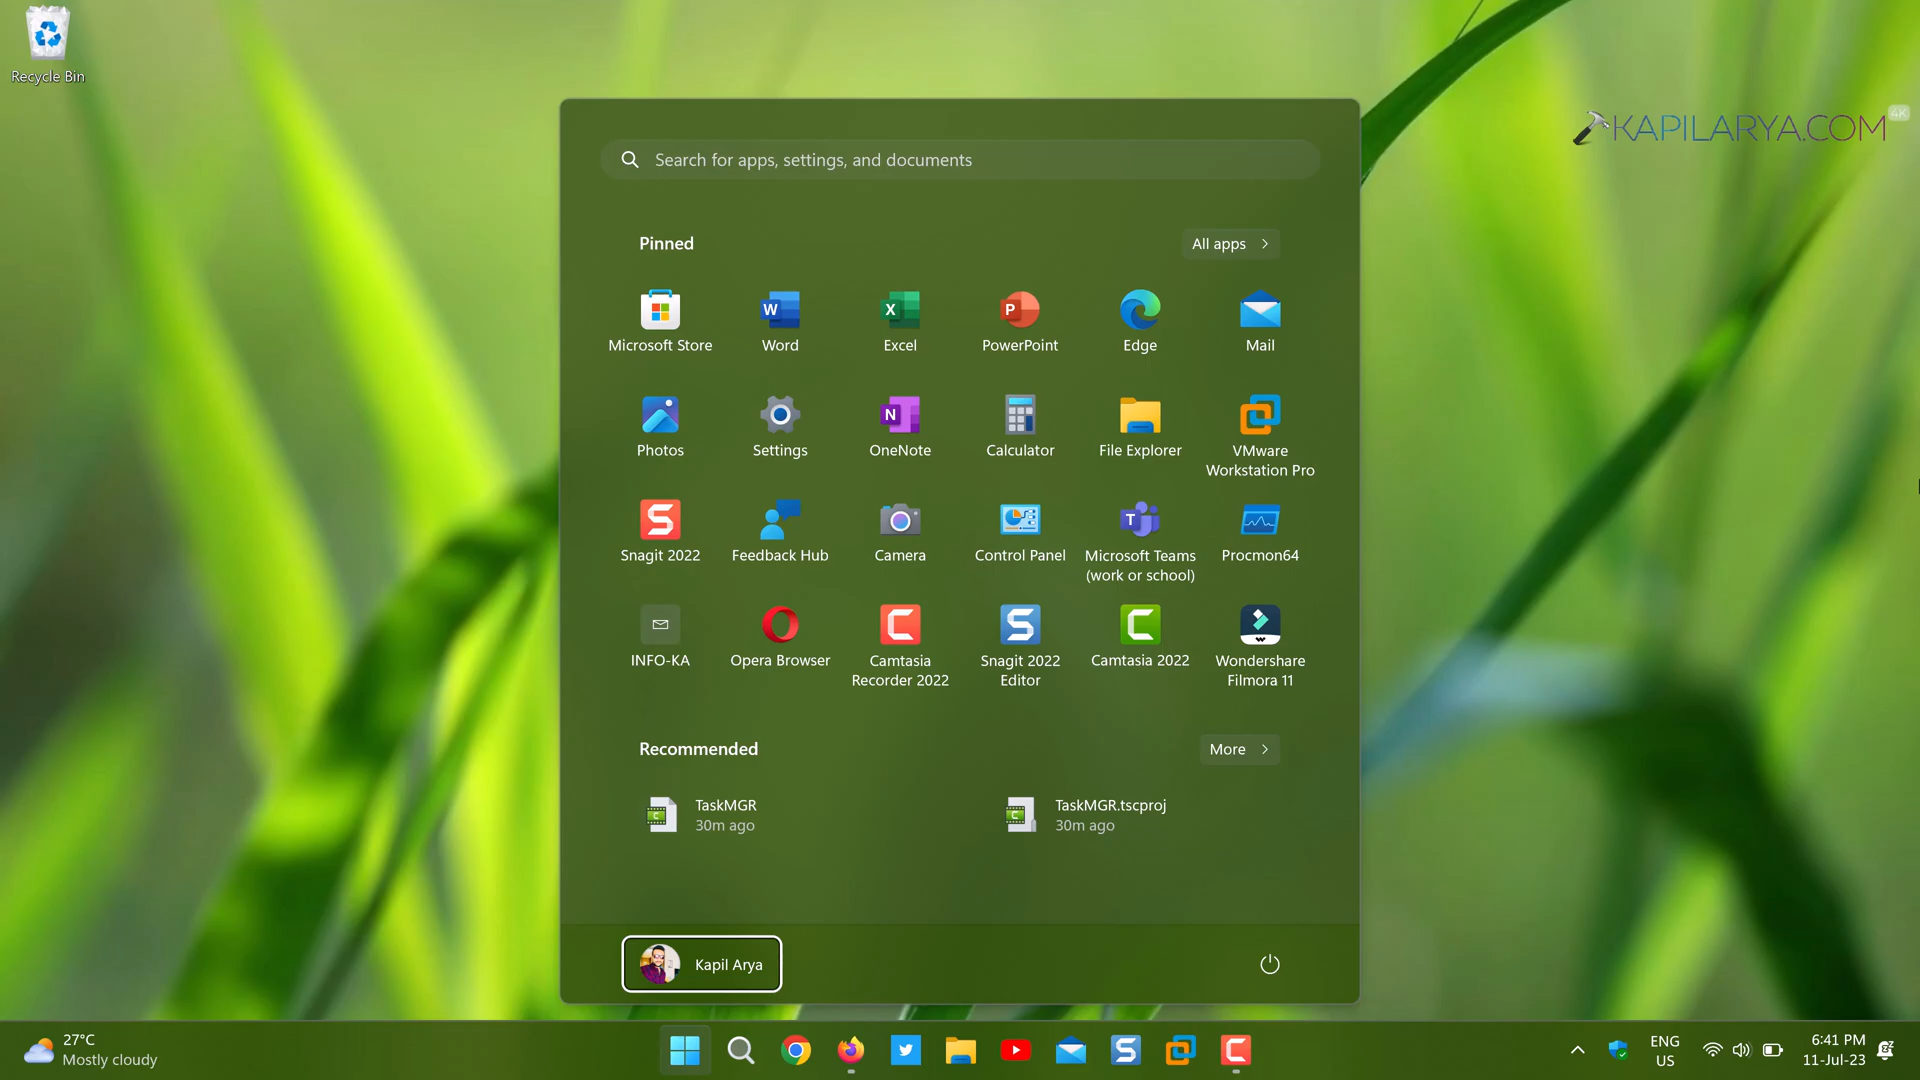 Recycle Bin
KAPILARYA.COM
4K
Search for apps, settings, and documents
Pinned
All apps
Microsoft Store
Word
Excel
PowerPoint
Edge
Mail
Photos
Settings
OneNote
Calculator
File Explorer
VMware
Workstation Pro
Snagit 2022
Feedback Hub
Camera
Control Panel
Microsoft Teams
(work or school)
Procmon64
INFO-KA
Opera Browser
Camtasia
Recorder 2022
Snagit 2022
Editor
Camtasia 2022
Wondershare
Filmora 11
Recommended
More
TaskMGR
30m ago
TaskMGR.tscproj
30m ago
Kapil Arya
27°C
Mostly cloudy
ENG
US
6:41 PM
11-Jul-23